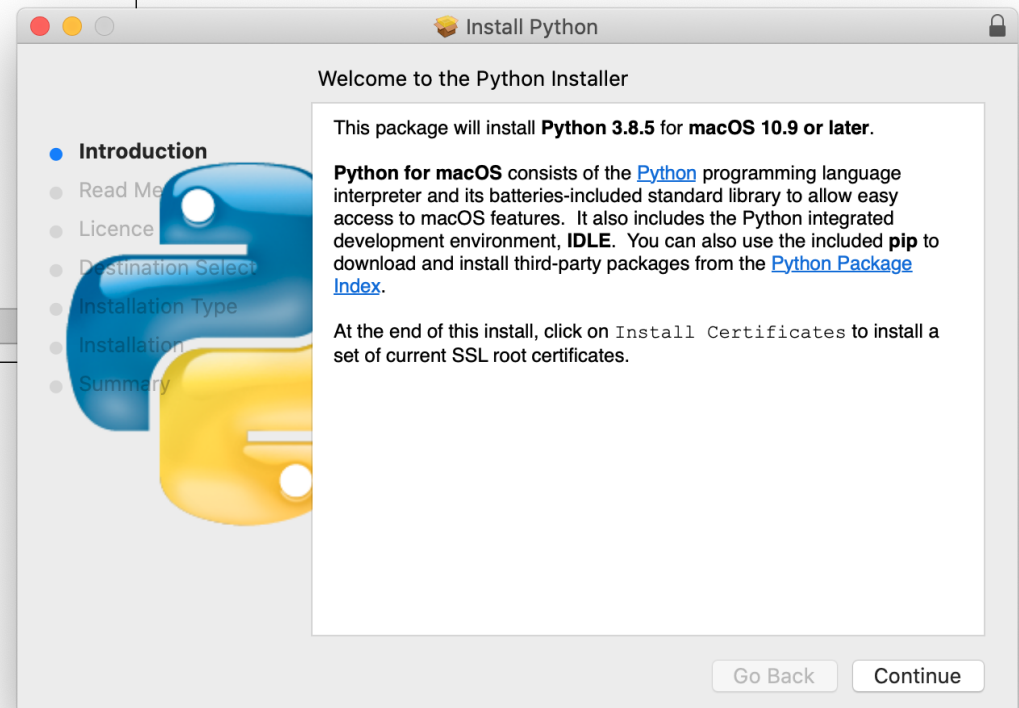 Install Python
Welcome to the Python Installer
Introduction
Read Me
Licence
Destination Select
Installation Type
Installation
Summary
This package will install Python 3.8.5 for macOS 10.9 or later.
Python for macOS consists of the Python programming language
interpreter and its batteries-included standard library to allow easy
access to macOS features.  It also includes the Python integrated
development environment, IDLE.  You can also use the included pip to
download and install third-party packages from the Python Package
Index.
At the end of this install, click on Install Certificates to install a
set of current SSL root certificates.
Go Back
Continue